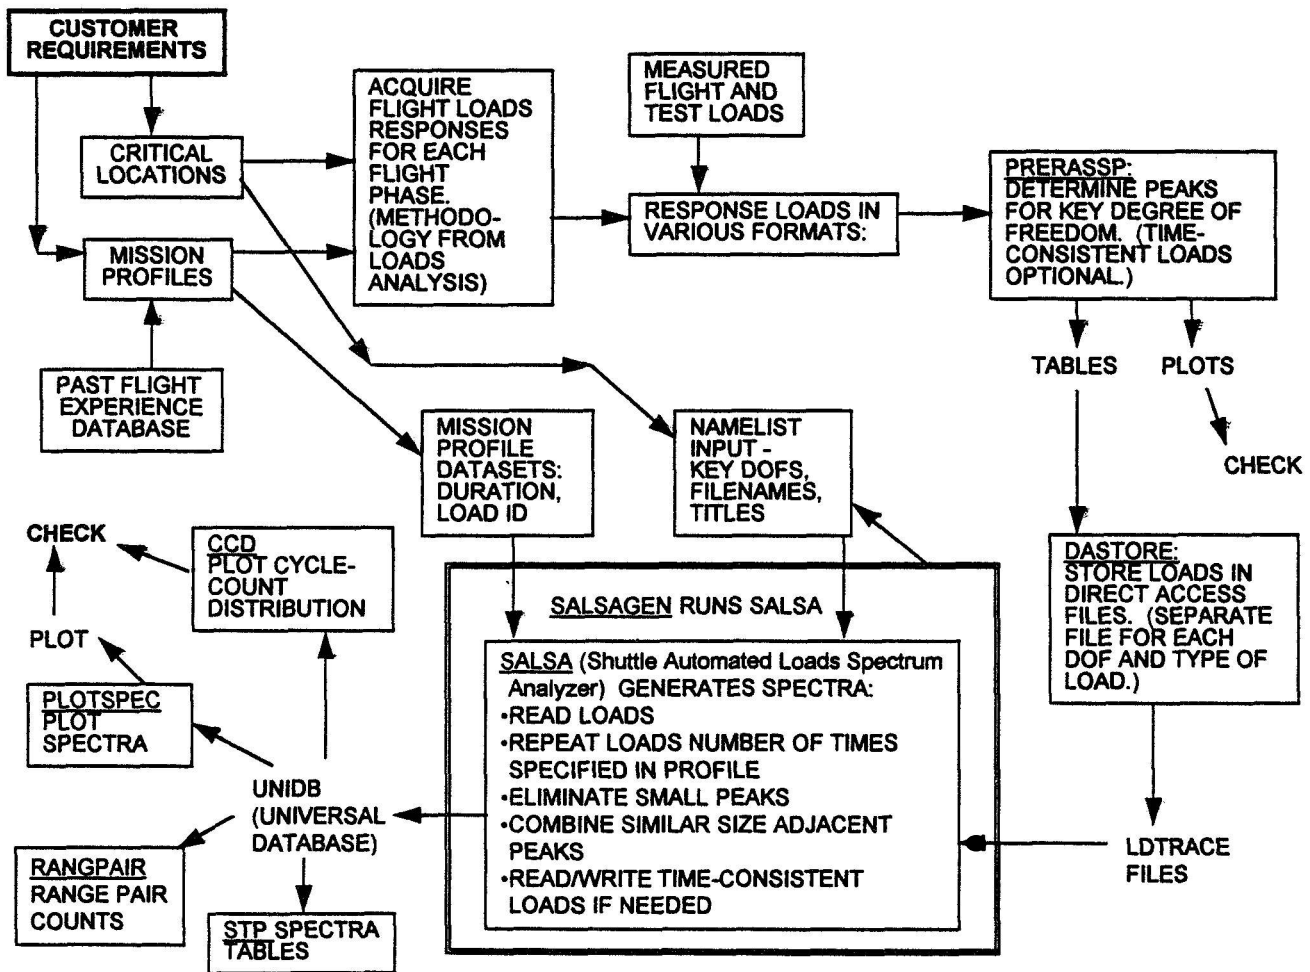 CUSTOMER
REQUIREMENTS
CRITICAL
LOCATIONS
MISSION
PROFILES
PAST FLIGHT
EXPERIENCE
DATABASE
ACQUIRE
FLIGHT LOADS
RESPONSES
FOR EACH
FLIGHT
PHASE.
(METHODO-
LOGY FROM
LOADS
ANALYSIS)
MEASURED
FLIGHT AND
TEST LOADS
RESPONSE LOADS IN
VARIOUS FORMATS:
PRERASSP:
DETERMINE PEAKS
FOR KEY DEGREE OF
FREEDOM. (TIME-
CONSISTENT LOADS
OPTIONAL.)
TABLES
PLOTS
CHECK
MISSION
PROFILE
DATASETS:
DURATION,
LOAD ID
NAMELIST
INPUT -
KEY DOFS,
FILENAMES,
TITLES
DASTORE:
STORE LOADS IN
DIRECT ACCESS
FILES. (SEPARATE
FILE FOR EACH
DOF AND TYPE OF
LOAD.)
LDTRACE
FILES
SALSAGEN RUNS SALSA
SALSA (Shuttle Automated Loads Spectrum
Analyzer) GENERATES SPECTRA:
•READ LOADS
•REPEAT LOADS NUMBER OF TIMES
SPECIFIED IN PROFILE
•ELIMINATE SMALL PEAKS
•COMBINE SIMILAR SIZE ADJACENT
PEAKS
•READ/WRITE TIME-CONSISTENT
LOADS IF NEEDED
CHECK
CCD
PLOT CYCLE-
COUNT
DISTRIBUTION
PLOT
PLOTSPEC
PLOT
SPECTRA
UNIDB
(UNIVERSAL
DATABASE)
RANGPAIR
RANGE PAIR
COUNTS
STP SPECTRA
TABLES